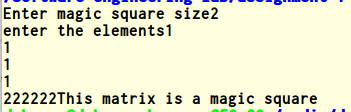 Enter magic square size2
enter the elements1
1
1
1
222222This matrix is a magic square